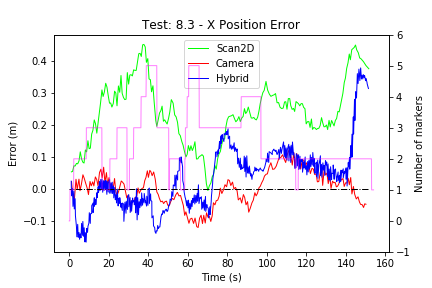 Test: 8.3 - X Position Error
Scan2D
Camera
Hybrid
Error (m)
0.4
0.3
0.2
0.1
0.0
−0.1
Number of markers
6
5
4
3
2
1
0
−1
0 20 40 60 80 100 120 140 160
Time (s)